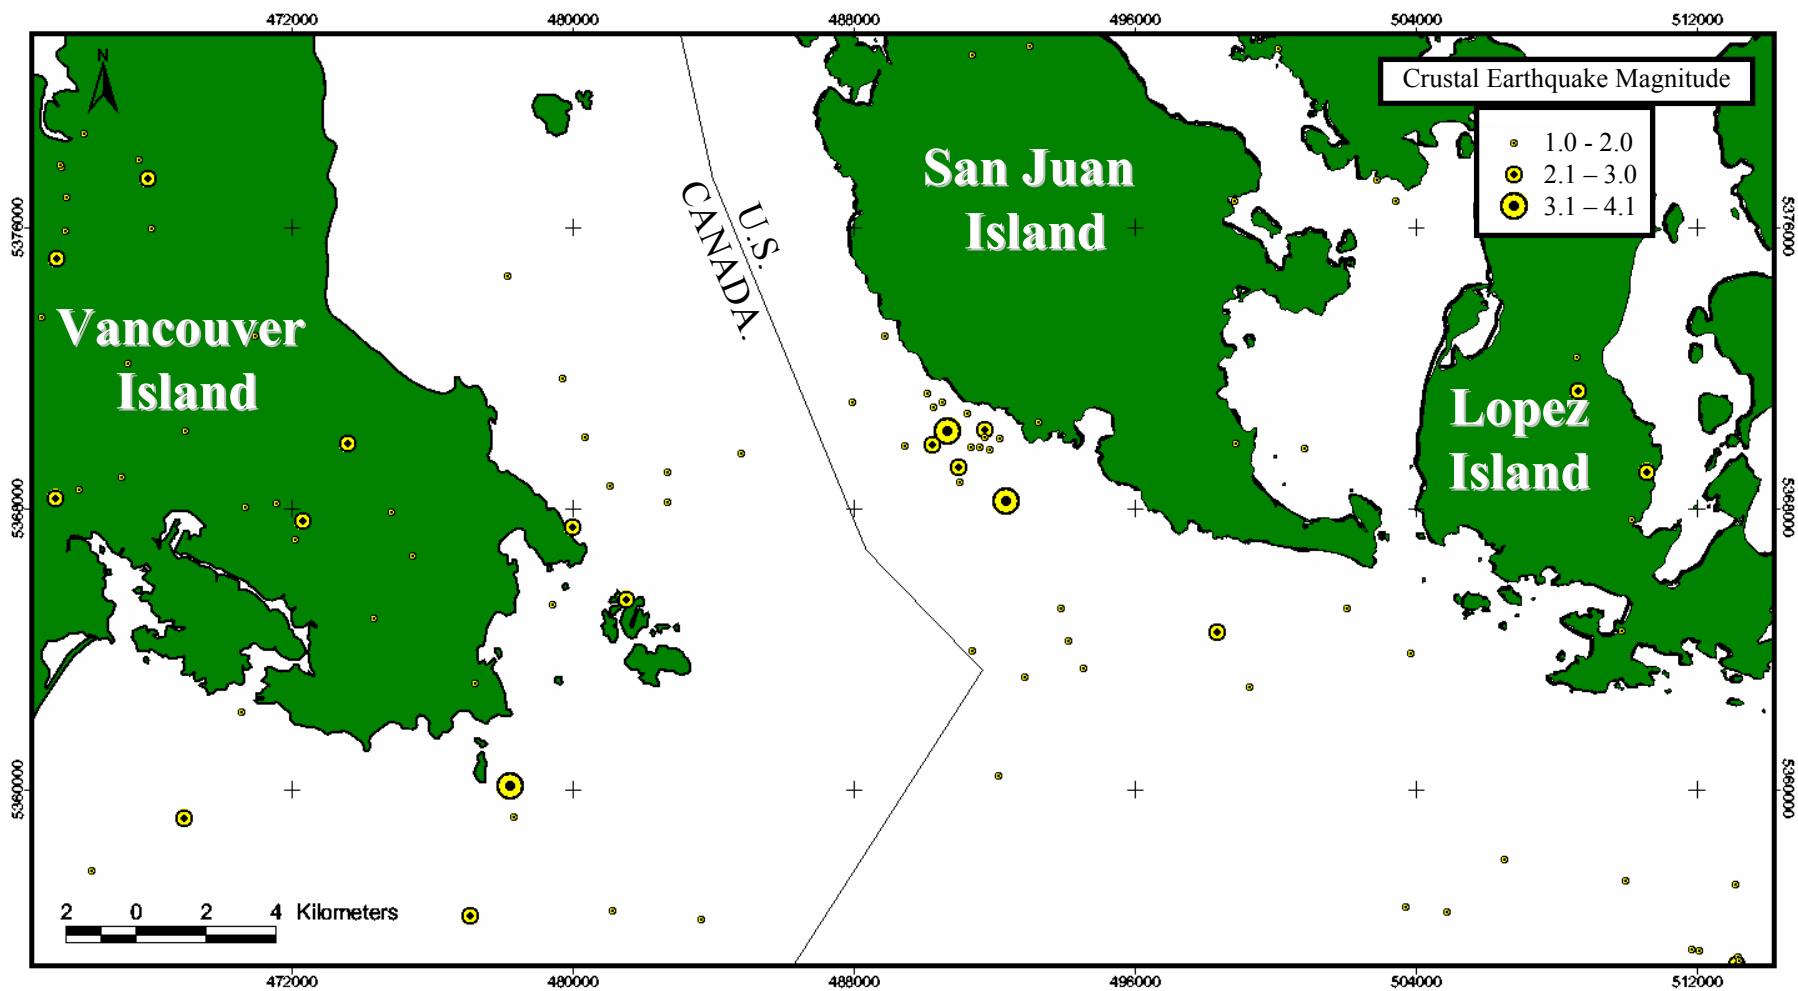 472000 480000 488000 496000 504000 512000
N
Crustal Earthquake Magnitude
1.0 - 2.0
2.1 – 3.0
3.1 – 4.1
San Juan
Island
U.S.
CANADA.
5376000 5376000
Vancouver
Island
Lopez
Island
5368000 5368000
5360000 5360000
2 0 2 4 Kilometers
472000 480000 488000 496000 504000 512000